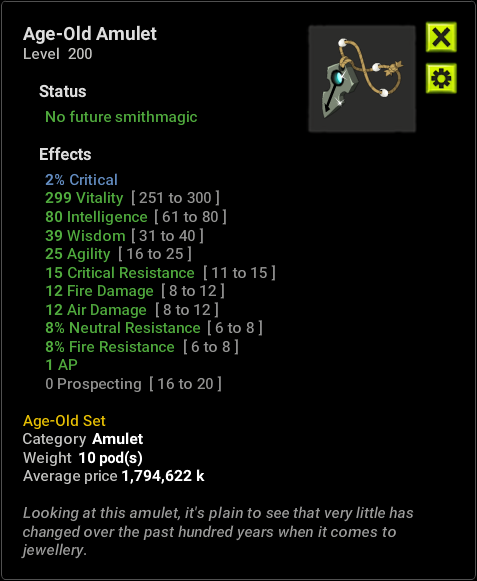 Age-Old Amulet
Level 200
Status
No future smithmagic
Effects
2% Critical
299 Vitality [ 251 to 300 ]
80 Intelligence [ 61 to 80 ]
39 Wisdom [ 31 to 40 ]
25 Agility [ 16 to 25 ]
15 Critical Resistance [ 11 to 15 ]
12 Fire Damage [ 8 to 12 ]
12 Air Damage [ 8 to 12 ]
8% Neutral Resistance [ 6 to 8 ]
8% Fire Resistance [ 6 to 8 ]
1 AP
0 Prospecting [ 16 to 20 ]
Age-Old Set
Category Amulet
Weight 10 pod(s)
Average price 1,794,622 k
Looking at this amulet, it's plain to see that very little has
changed over the past hundred years when it comes to
jewellery.